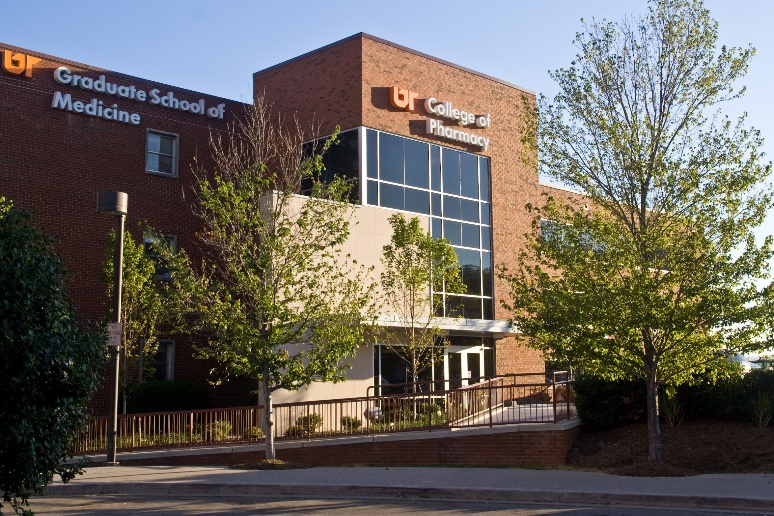 UT
Graduate School of
Medicine
UT
College of
Pharmacy